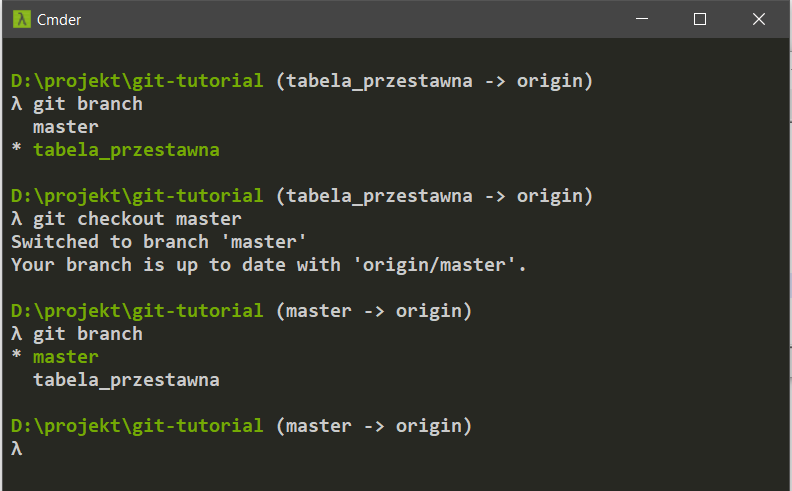 λ Cmder
D:\projekt\git-tutorial (tabela_przestawna -> origin)
λ git branch
  master
* tabela_przestawna
D:\projekt\git-tutorial (tabela_przestawna -> origin)
λ git checkout master
Switched to branch 'master'
Your branch is up to date with 'origin/master'.
D:\projekt\git-tutorial (master -> origin)
λ git branch
* master
  tabela_przestawna
D:\projekt\git-tutorial (master -> origin)
λ